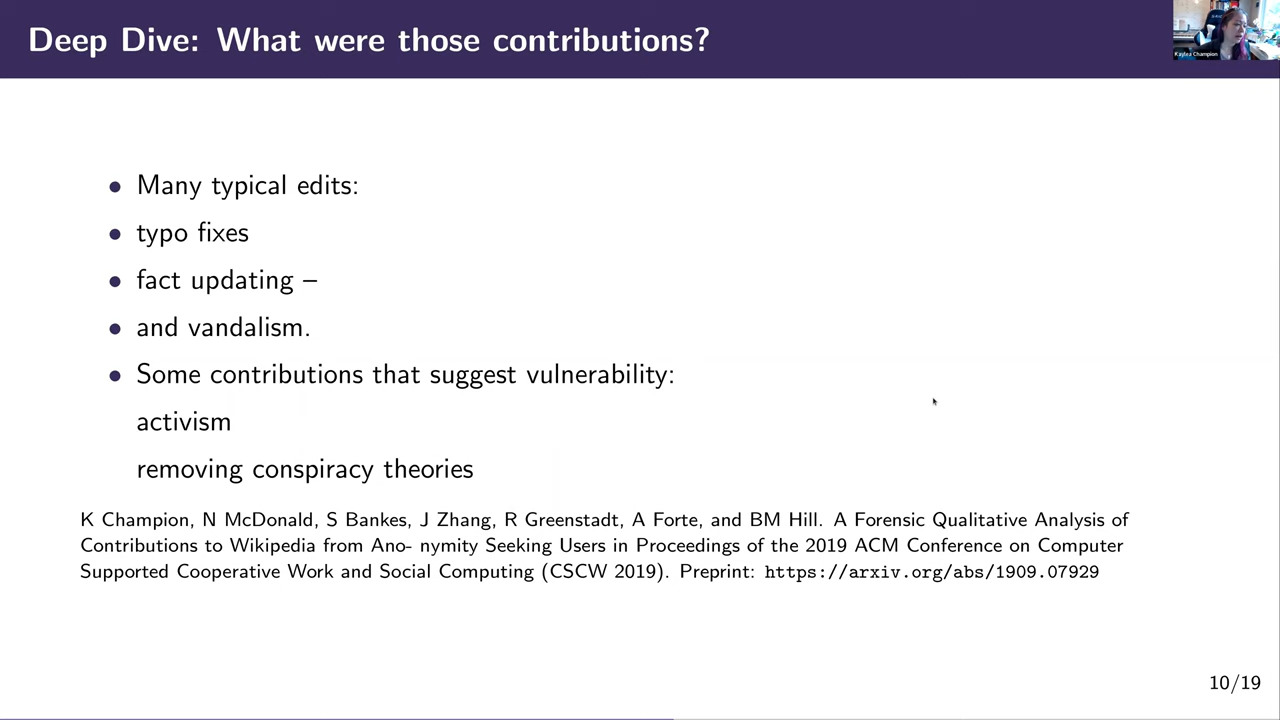 Deep Dive: What were those contributions?
Kaylea Champion
• Many typical edits:
• typo fixes
• fact updating –
• and vandalism.
• Some contributions that suggest vulnerability:
activism
removing conspiracy theories
K Champion, N McDonald, S Bankes, J Zhang, R Greenstadt, A Forte, and BM Hill. A Forensic Qualitative Analysis of
Contributions to Wikipedia from Ano- nymity Seeking Users in Proceedings of the 2019 ACM Conference on Computer
Supported Cooperative Work and Social Computing (CSCW 2019). Preprint: https://arxiv.org/abs/1909.07929
10/19